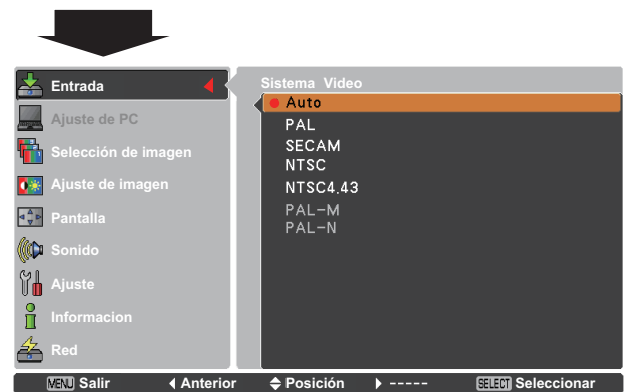 Entrada
Ajuste de PC
Selección de imagen
Ajuste de imagen
Pantalla
Sonido
Ajuste
Informacion
Red
Sistema Video
Auto
PAL
SECAM
NTSC
NTSC4.43
PAL-M
PAL-N
MENU Salir Anterior Posición ----- SELECT Seleccionar